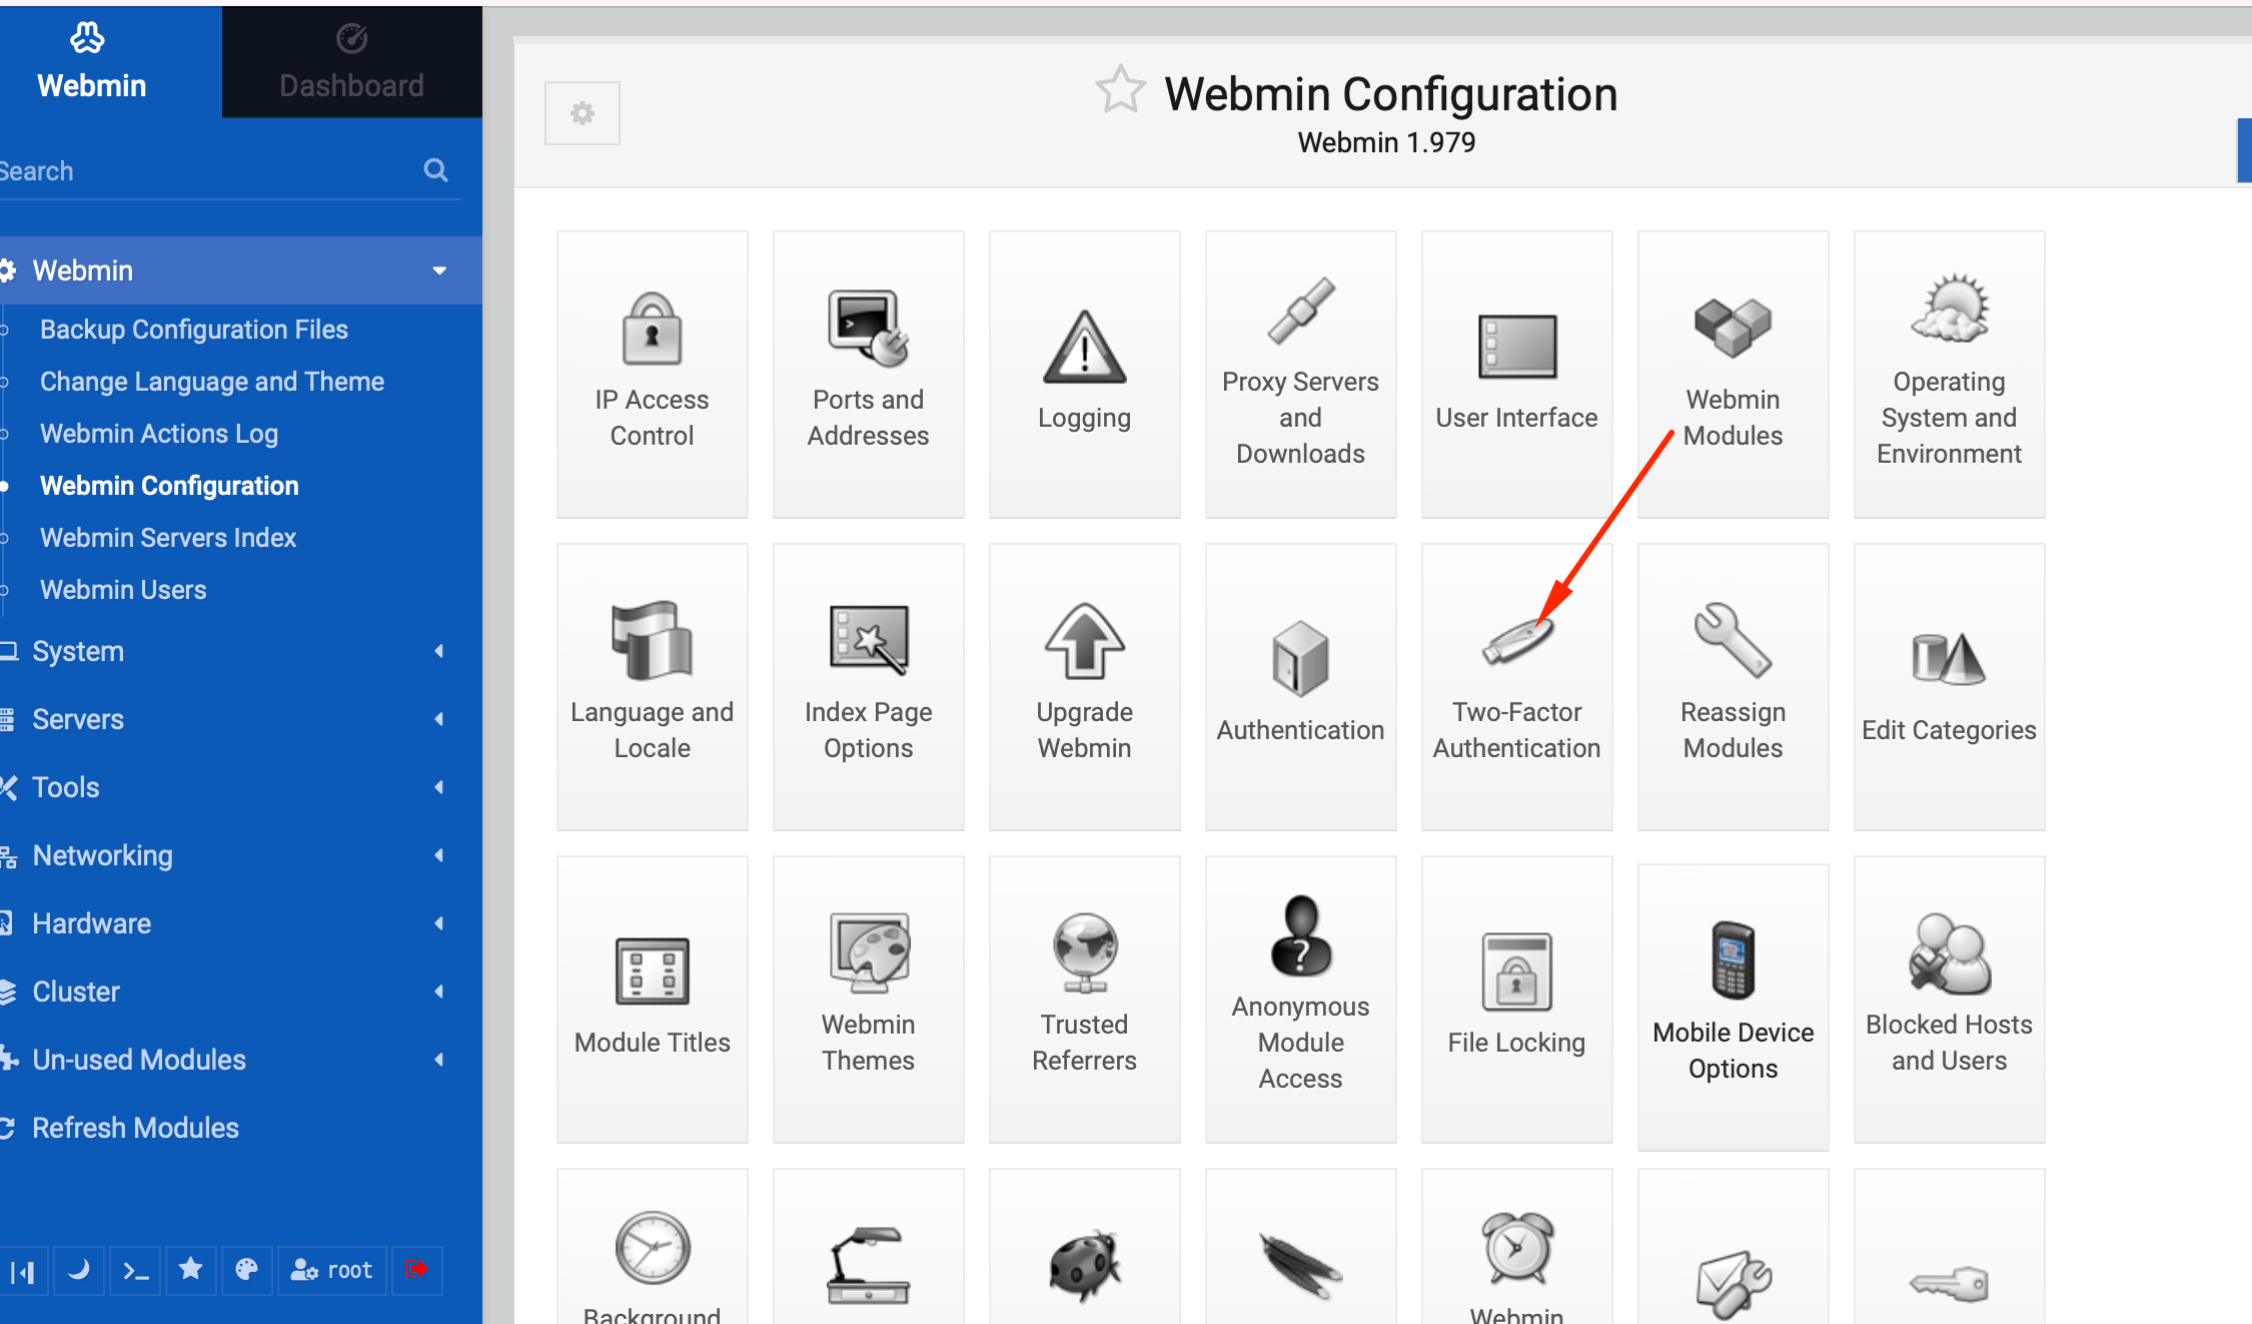 Webmin
Dashboard
Search
Webmin
Backup Configuration Files
Change Language and Theme
Webmin Actions Log
Webmin Configuration
Webmin Servers Index
Webmin Users
System
Servers
Tools
Networking
Hardware
Cluster
Un-used Modules
Refresh Modules
root
Webmin Configuration
Webmin 1.979
IP Access
Control
Ports and
Addresses
Logging
Proxy Servers
and
Downloads
User Interface
Webmin
Modules
Operating
System and
Environment
Language and
Locale
Index Page
Options
Upgrade
Webmin
Authentication
Two-Factor
Authentication
Reassign
Modules
Edit Categories
Module Titles
Webmin
Themes
Trusted
Referrers
Anonymous
Module
Access
File Locking
Mobile Device
Options
Blocked Hosts
and Users
Background
Webmin